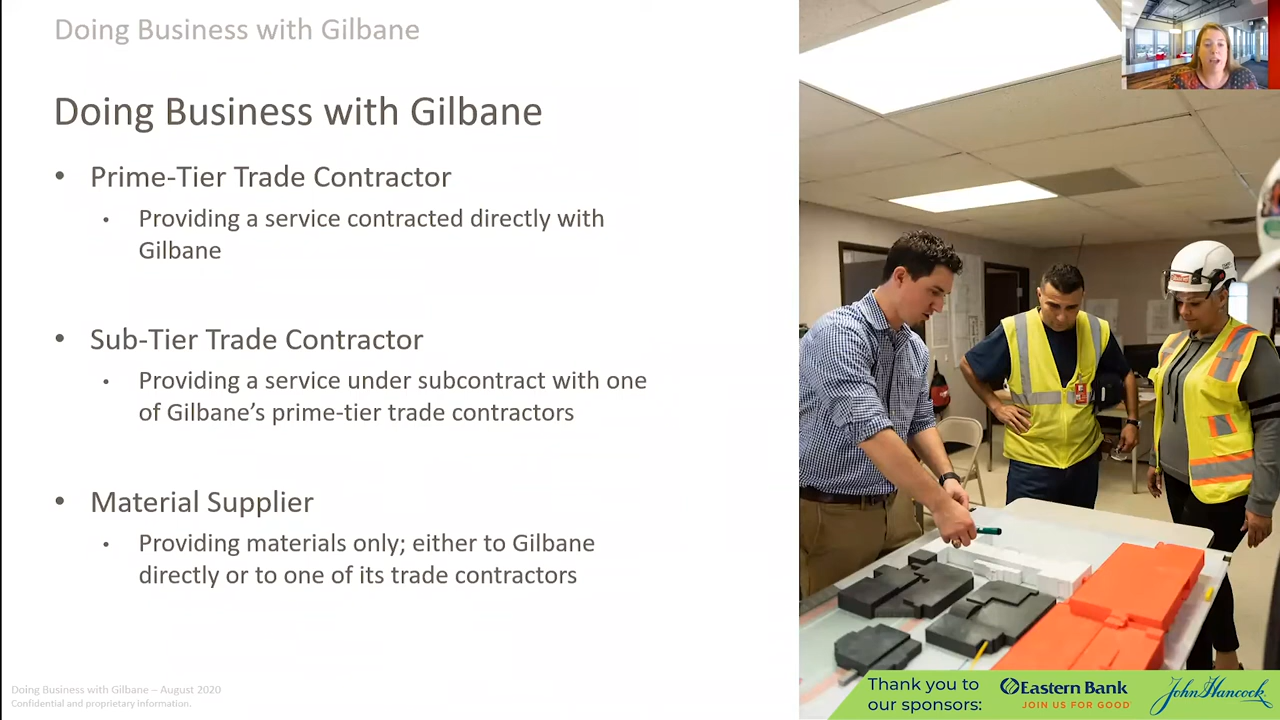 Doing Business with Gilbane
Doing Business with Gilbane
• Prime-Tier Trade Contractor
• Providing a service contracted directly with
Gilbane
• Sub-Tier Trade Contractor
• Providing a service under subcontract with one
of Gilbane’s prime-tier trade contractors
• Material Supplier
• Providing materials only; either to Gilbane
directly or to one of its trade contractors
Doing Business with Gilbane – August 2020
Confidential and proprietary information.
Thank you to
our sponsors:
Eastern Bank
JOIN US FOR GOOD
John Hancock